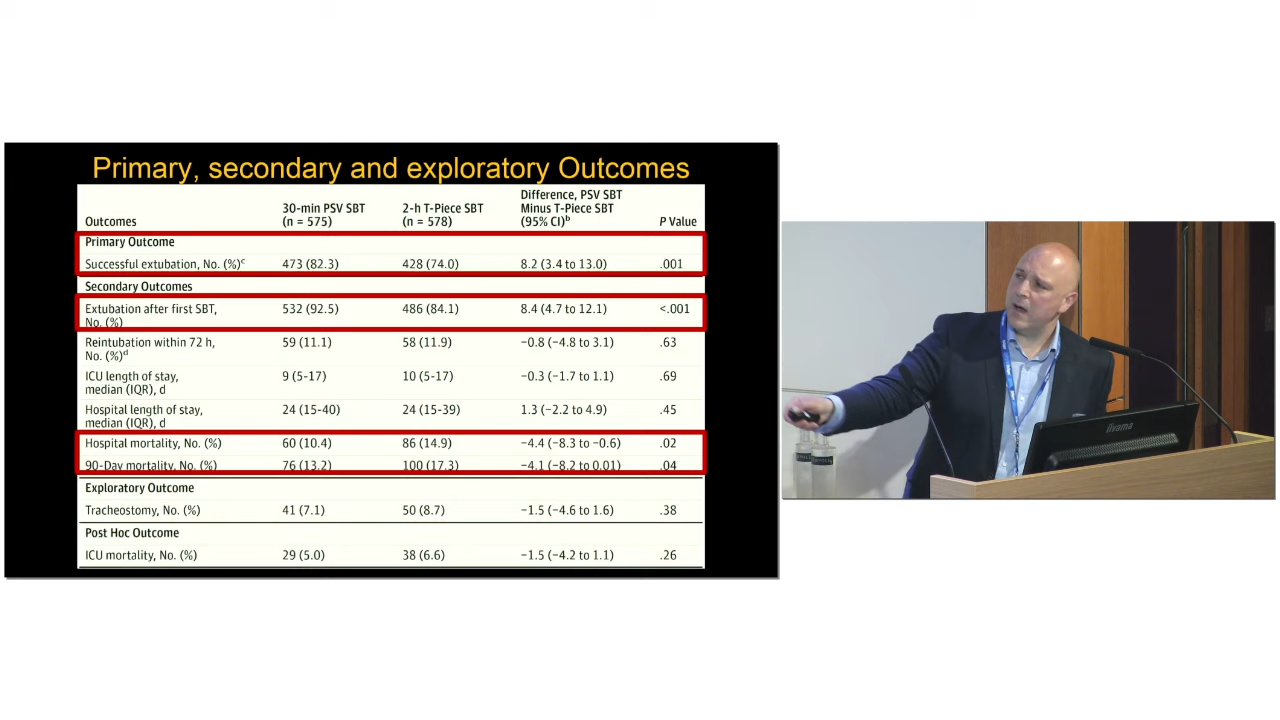 Primary, secondary and exploratory Outcomes
Outcomes 30-min PSV SBT (n = 575) 2-h T-Piece SBT (n = 578) Difference, PSV SBT Minus T-Piece SBT (95% CI)b P Value
Primary Outcome
Successful extubation, No. (%)c 473 (82.3) 428 (74.0) 8.2 (3.4 to 13.0) .001
Secondary Outcomes
Extubation after first SBT, No. (%) 532 (92.5) 486 (84.1) 8.4 (4.7 to 12.1) <.001
Reintubation within 72 h, No. (%)d 59 (11.1) 58 (11.9) −0.8 (−4.8 to 3.1) .63
ICU length of stay, median (IQR), d 9 (5-17) 10 (5-17) −0.3 (−1.7 to 1.1) .69
Hospital length of stay, median (IQR), d 24 (15-40) 24 (15-39) 1.3 (−2.2 to 4.9) .45
Hospital mortality, No. (%) 60 (10.4) 86 (14.9) −4.4 (−8.3 to −0.6) .02
90-Day mortality, No. (%) 76 (13.2) 100 (17.3) −4.1 (−8.2 to 0.01) .04
Exploratory Outcome
Tracheostomy, No. (%) 41 (7.1) 50 (8.7) −1.5 (−4.6 to 1.6) .38
Post Hoc Outcome
ICU mortality, No. (%) 29 (5.0) 38 (6.6) −1.5 (−4.2 to 1.1) .26
iiyama